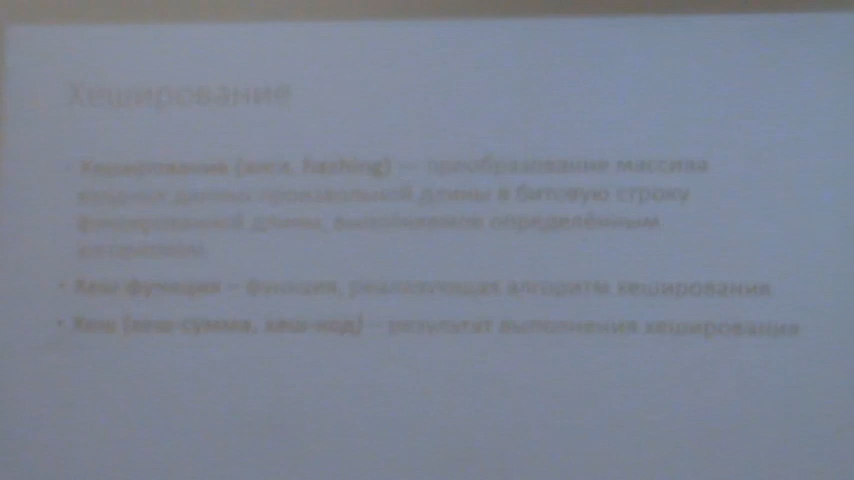 Хеширование
Хеширование (англ. hashing) — преобразование массива
входных данных произвольной длины в битовую строку
фиксированной длины, выполняемое определённым
алгоритмом
• Хеш-функция – функция, реализующая алгоритм хеширования
• Хеш (хеш-сумма, хеш-код) – результат выполнения хеширования